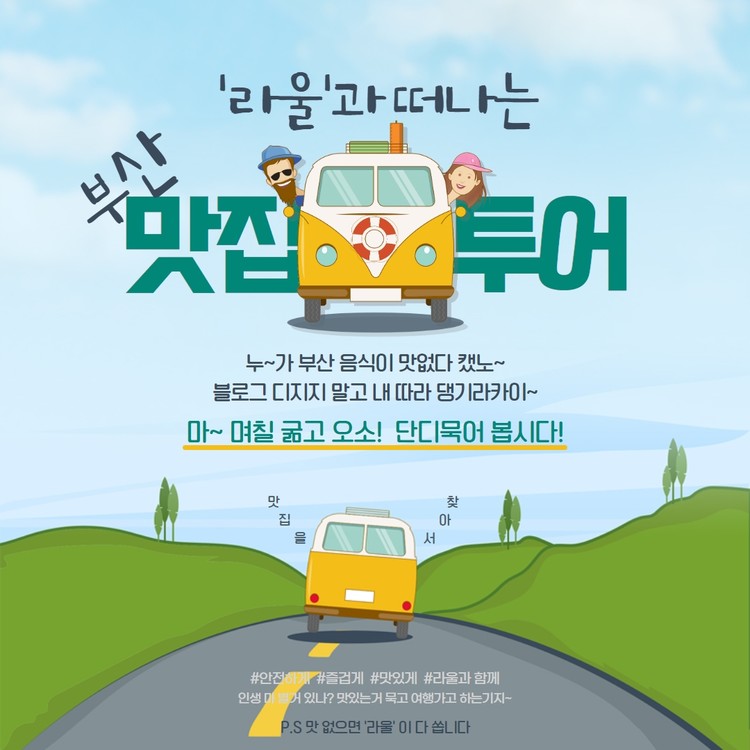 '라울'과 떠나는
부산
맛집 투어
누~가 부산 음식이 맛없다 캤노~
블로그 디지지 말고 내 따라 댕기라카이~
마~ 며칠 굶고 오소! 단디묵어 봅시다!
맛집을 찾아서
#안전하게 #즐겁게 #맛있게 #라울과 함께
인생 머 별거 있나? 맛있는거 묵고 여행가고 하는기지~
P.S 맛 없으면 '라울' 이 다 쏩니다